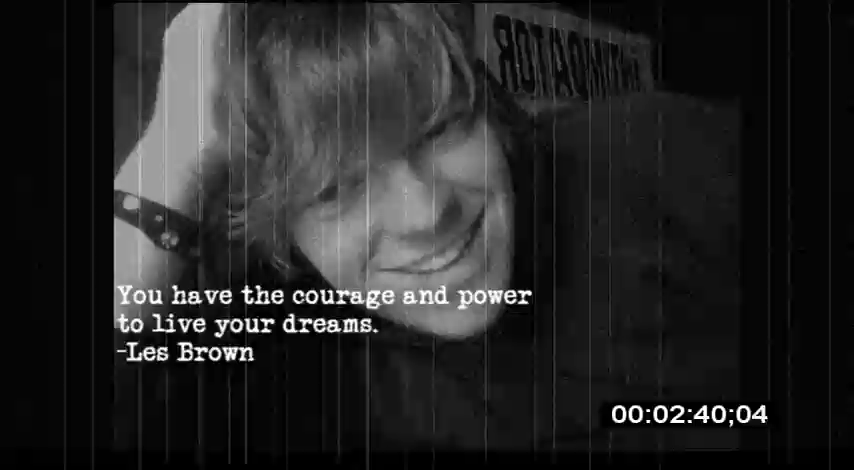 You have the courage and power
to live your dreams.
-Les Brown
00:02:40;04